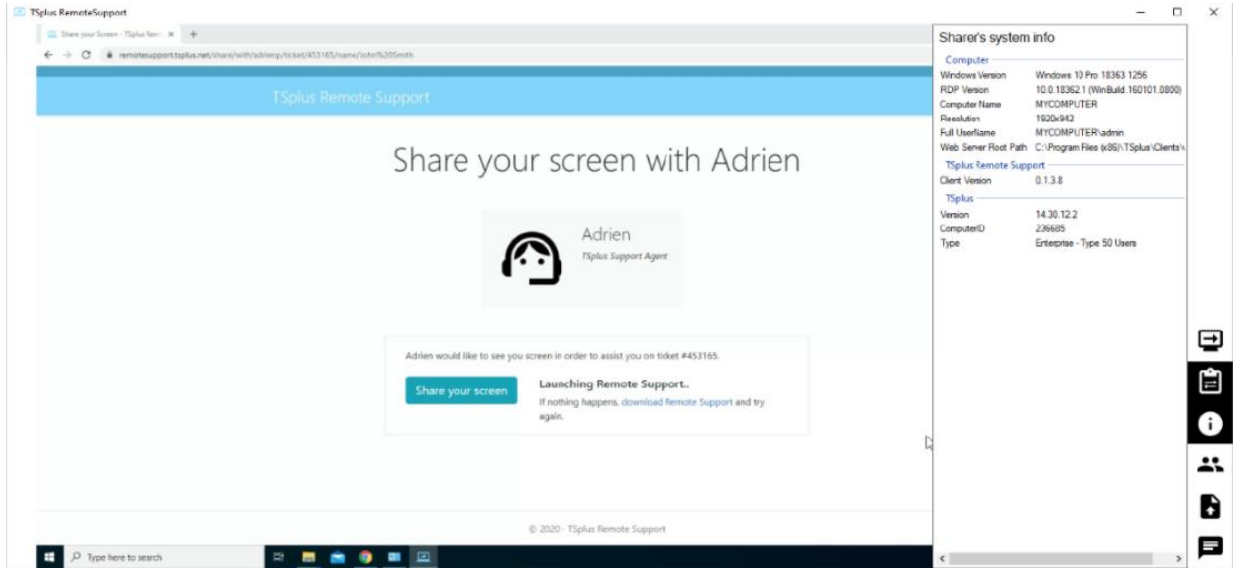 TSplus RemoteSupport
Share your Screen - TSplus Rem
remotesupport.tsplus.net/share/with/adrienp/ticket/453165/name/John%20Smith
TSplus Remote Support
Share your screen with Adrien
Adrien
TSplus Support Agent
Adrien would like to see you screen in order to assist you on ticket #453165.
Share your screen
Launching Remote Support..
If nothing happens, download Remote Support and try
again.
© 2020 - TSplus Remote Support
Type here to search
Sharer's system info
Computer
Windows Version Windows 10 Pro 18363 1256
RDP Version 10.0.18362.1 (WinBuild.160101.0800)
Computer Name MYCOMPUTER
Resolution 1920x942
Full UserName MYCOMPUTER\admin
Web Server Root Path C:\Program Files (x86)\TSplus\Clients\
TSplus Remote Support
Client Version 0.1.3.8
TSplus
Version 14.30.12.2
ComputerID 236685
Type Enterprise - Type 50 Users